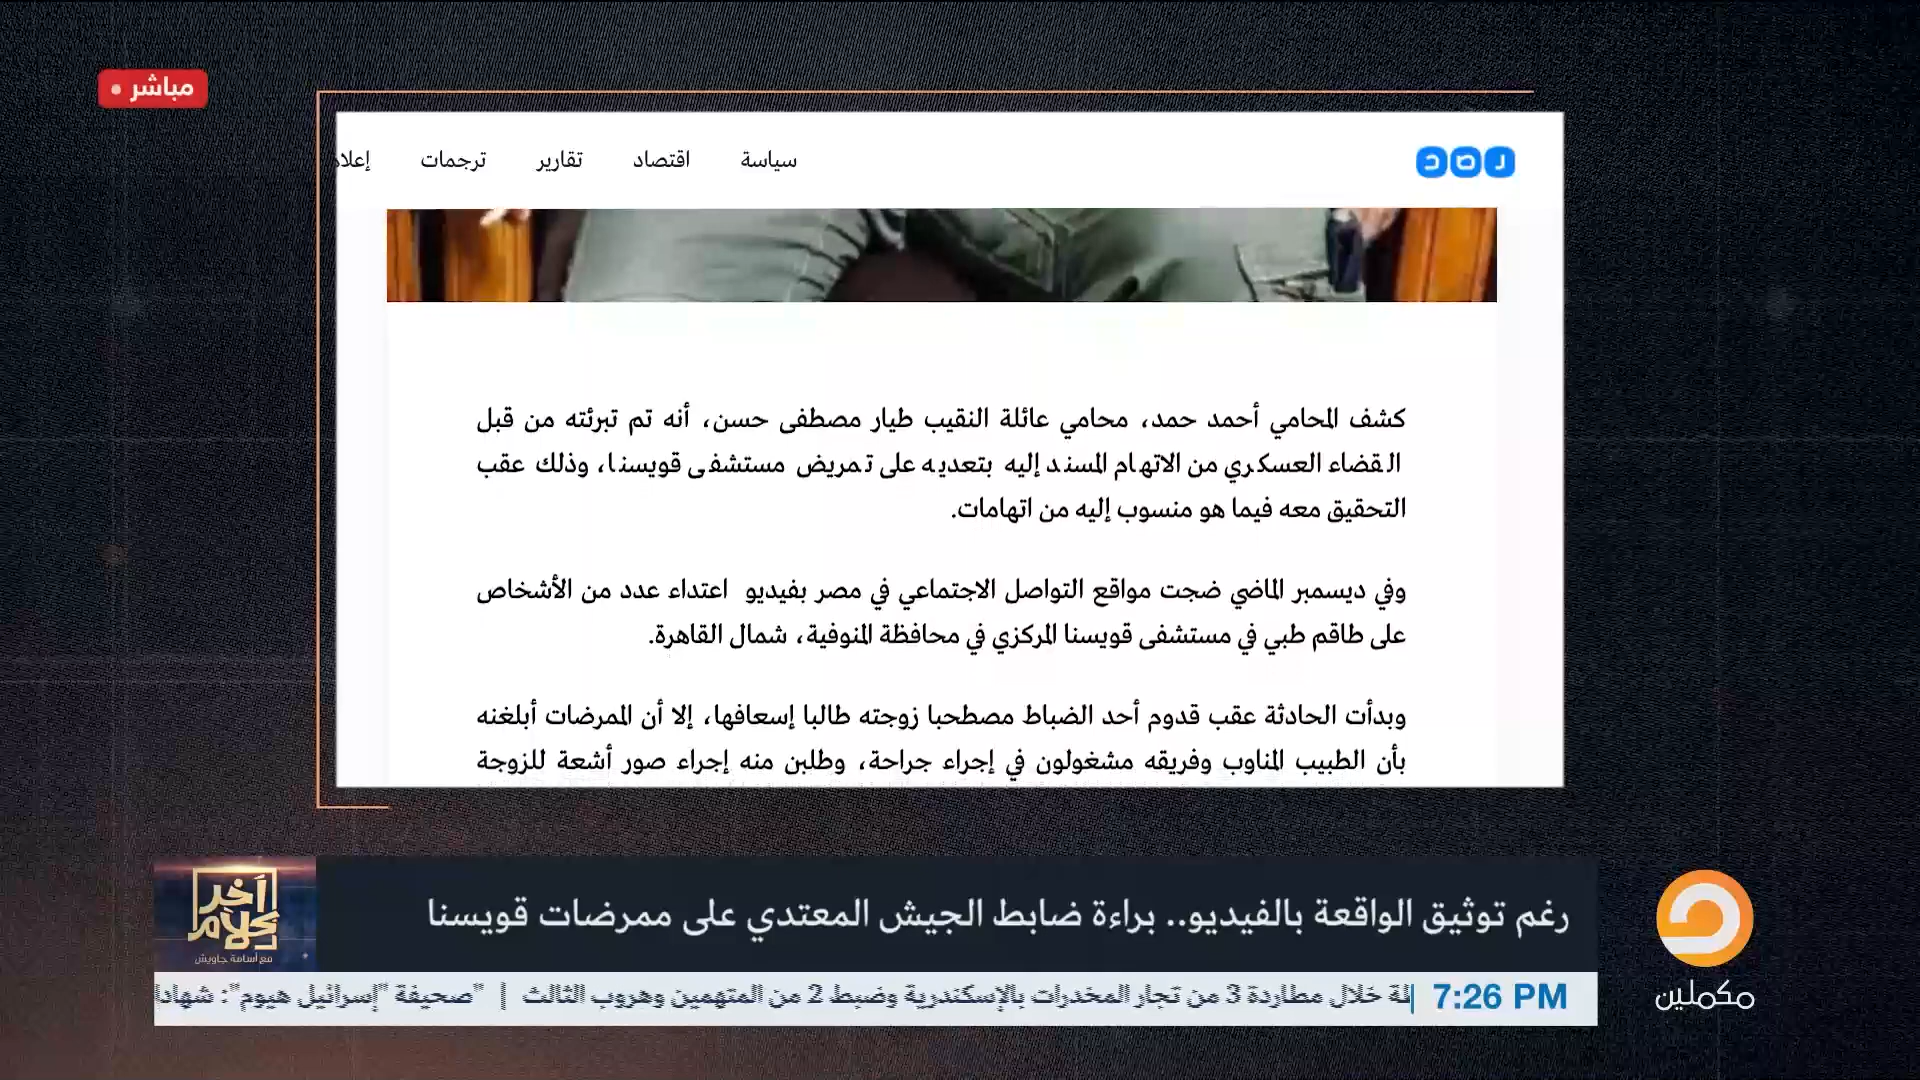 مباشر
رصد
سياسة اقتصاد تقارير ترجمات
كشف المحامي أحمد حمد، محامي عائلة النقيب طيار مصطفى حسن، أنه تم تبرئته من قبل
القضاء العسكري من الاتهام المسند إليه بتعديه على تمريض مستشفى قويسنا، وذلك عقب
التحقيق معه فيما هو منسوب إليه من اتهامات.
وفي ديسمبر الماضي ضجت مواقع التواصل الاجتماعي في مصر بفيديو اعتداء عدد من الأشخاص
على طاقم طبي في مستشفى قويسنا المركزي في محافظة المنوفية، شمال القاهرة.
وبدأت الحادثة عقب قدوم أحد الضباط مصطحبا زوجته طالبا إسعافها، إلا أن الممرضات أبلغنه
بأن الطبيب المناوب وفريقه مشغولون في إجراء جراحة، وطلبن منه إجراء صور أشعة للزوجة
رغم توثيق الواقعة بالفيديو.. براءة ضابط الجيش المعتدي على ممرضات قويسنا
آخر كلام
مع أسامة جاويش
7:26 PM
خلال مطاردة 3 من تجار المخدرات بالإسكندرية وضبط 2 من المتهمين وهروب الثالث | "صحيفة "إسرائيل هيوم":
مكملين